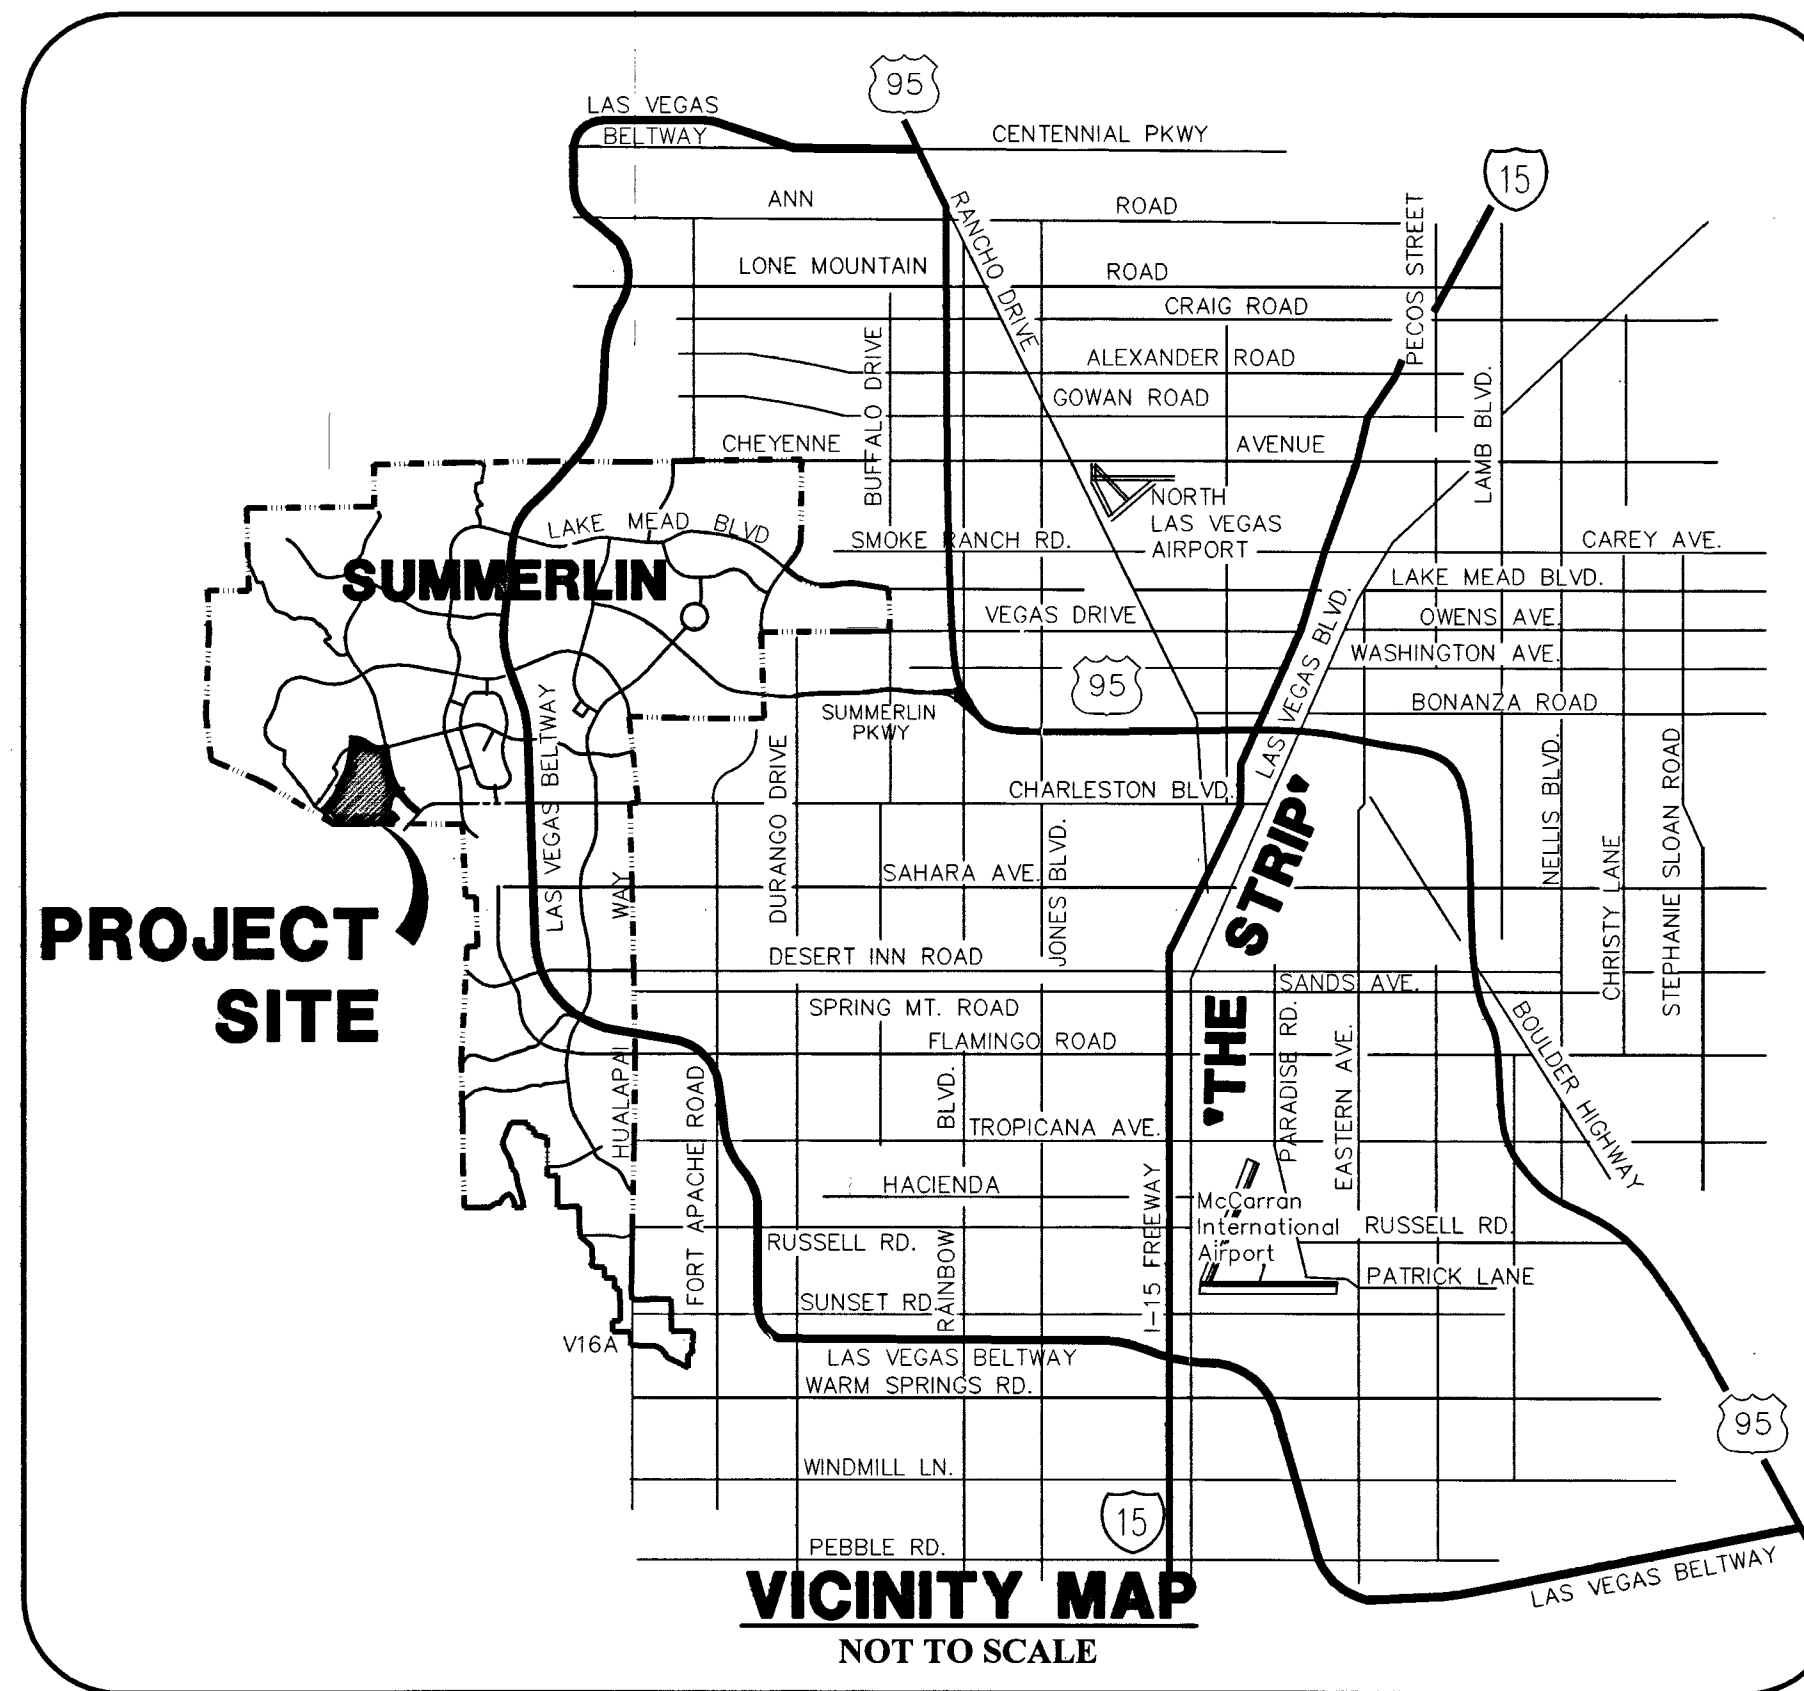 95
LAS VEGAS
BELTWAY
CENTENNIAL PKWY
15
ANN
ROAD
RANCHO DRIVE
PECOS STREET
LONE MOUNTAIN
ROAD
CRAIG ROAD
BUFFALO DRIVE
ALEXANDER ROAD
GOWAN ROAD
LAMB BLVD.
CHEYENNE
AVENUE
NORTH
LAS VEGAS
AIRPORT
LAKE MEAD BLVD
SMOKE RANCH RD.
CAREY AVE.
SUMMERLIN
LAKE MEAD BLVD.
VEGAS DRIVE
OWENS AVE.
LAS VEGAS BLVD.
WASHINGTON AVE.
95
BONANZA ROAD
SUMMERLIN
PKWY
LAS VEGAS BELTWAY
DURANGO DRIVE
CHARLESTON BLVD.
NELLIS BLVD.
STEPHANIE SLOAN ROAD
CHRISTY LANE
JONES BLVD.
'THE STRIP'
SAHARA AVE.
HUALAPAI WAY
PROJECT
SITE
DESERT INN ROAD
SANDS AVE.
SPRING MT. ROAD
FLAMINGO ROAD
PARADISE RD.
EASTERN AVE.
BOULDER HIGHWAY
FORT APACHE ROAD
RAINBOW BLVD.
TROPICANA AVE.
HACIENDA
I-15 FREEWAY
McCarran
International
Airport
RUSSELL RD.
RUSSELL RD.
PATRICK LANE
SUNSET RD.
V16A
LAS VEGAS BELTWAY
WARM SPRINGS RD.
95
WINDMILL LN.
15
PEBBLE RD.
LAS VEGAS BELTWAY
VICINITY MAP
NOT TO SCALE